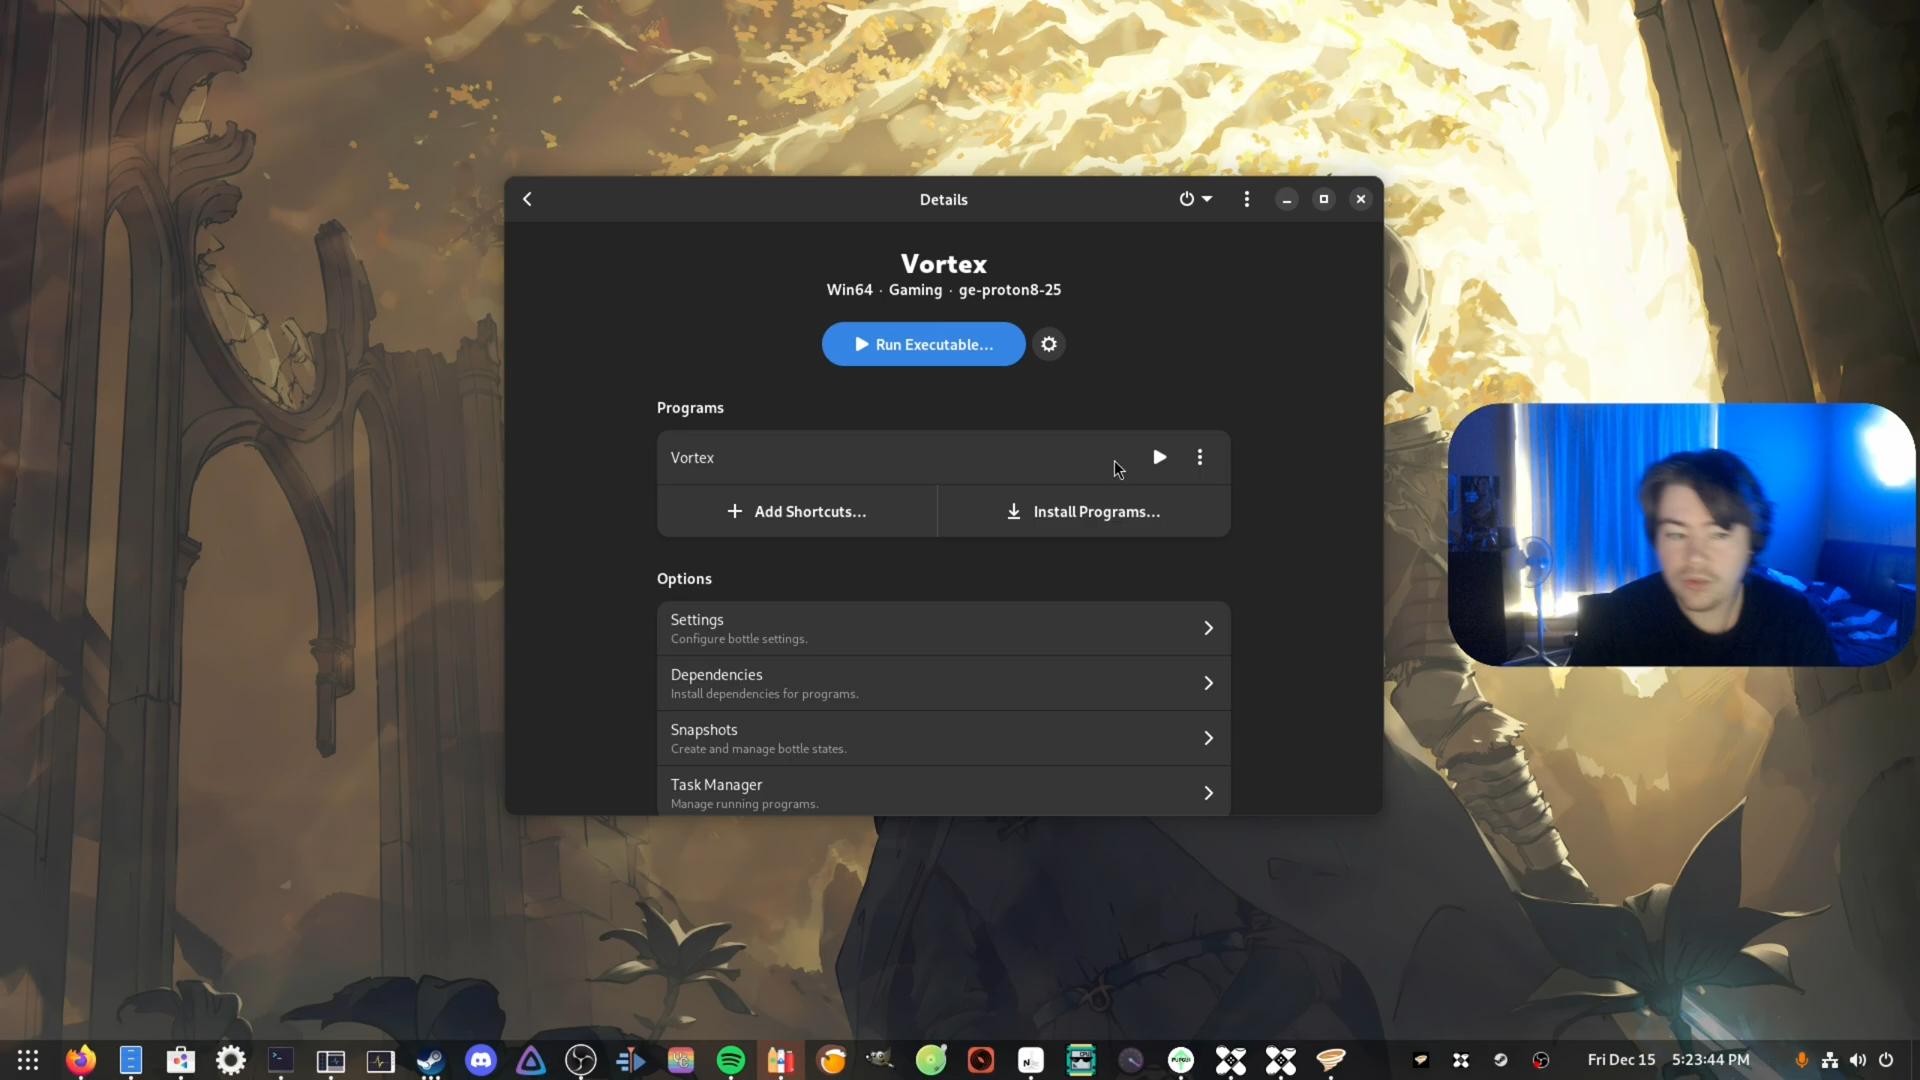 Details
Vortex
Win64 · Gaming · ge-proton8-25
Run Executable...
Programs
Vortex
Add Shortcuts...
Install Programs...
Options
Settings
Configure bottle settings.
Dependencies
Install dependencies for programs.
Snapshots
Create and manage bottle states.
Task Manager
Manage running programs.
Fri Dec 15 5:23:44 PM